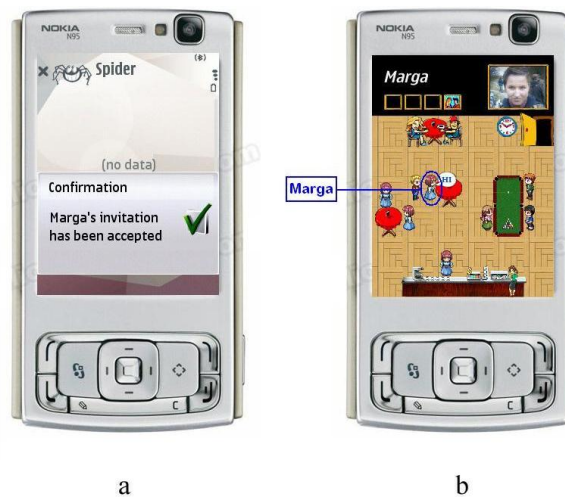 NOKIA
N95
Spider
(no data)
Confirmation
Marga's invitation
has been accepted
C
a
NOKIA
N95
Marga
HI
Marga
C
b